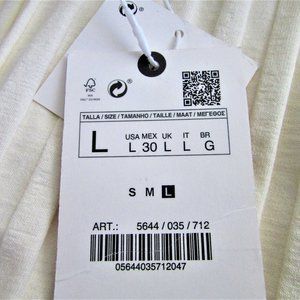 FSC
TALLA / SIZE / TAMANHO / TAILLE / MAAT / ΜΕΓΕΘΟΣ
L
USA MEX UK IT BR
L 30 L L G
S M L
ART.: 5644 / 035 / 712
05644035712047